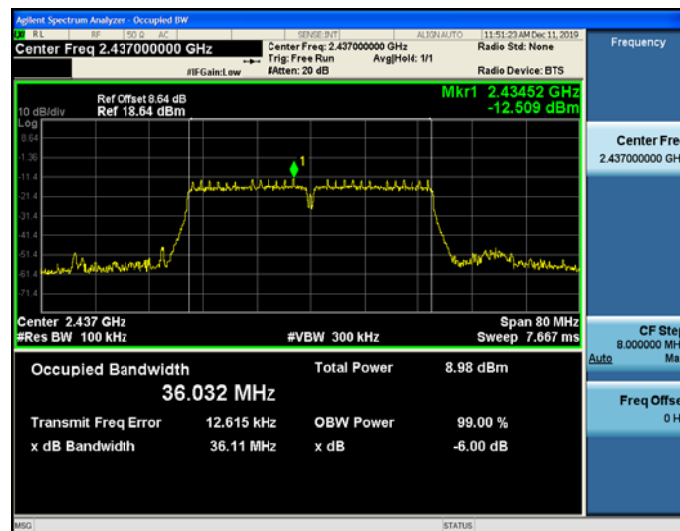 Agilent Spectrum Analyzer - Occupied BW
LXI RL RF 50 Ω AC SENSE:INT ALIGN AUTO 11:51:23 AM Dec 11, 2019
Center Freq 2.437000000 GHz
Center Freq: 2.437000000 GHz
Radio Std: None
Trig: Free Run Avg|Hold: 1/1
#IFGain:Low #Atten: 20 dB Radio Device: BTS
Frequency
Ref Offset 8.64 dB
10 dB/div Ref 18.64 dBm
Mkr1 2.43452 GHz
-12.509 dBm
Log
8.64
-1.36
-11.4
-21.4
-31.4
-41.4
-51.4
-61.4
-71.4
1
Center 2.437 GHz Span 80 MHz
#Res BW 100 kHz #VBW 300 kHz Sweep 7.667 ms
Occupied Bandwidth Total Power 8.98 dBm
36.032 MHz
Transmit Freq Error 12.615 kHz OBW Power 99.00 %
x dB Bandwidth 36.11 MHz x dB -6.00 dB
Center Fre
2.437000000 GH
CF Step
8.000000 MH
Auto Ma
Freq Offse
0 H
MSG STATUS